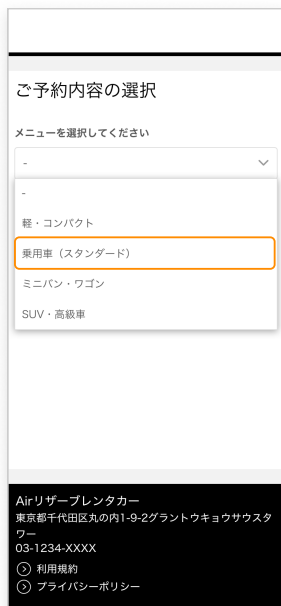 ご予約内容の選択
メニューを選択してください
-
-
軽・コンパクト
乗用車（スタンダード）
ミニバン・ワゴン
SUV・高級車
Airリザーブレンタカー
東京都千代田区丸の内1-9-2グラントウキョウサウスタ
ワー
03-1234-XXXX
利用規約
プライバシーポリシー